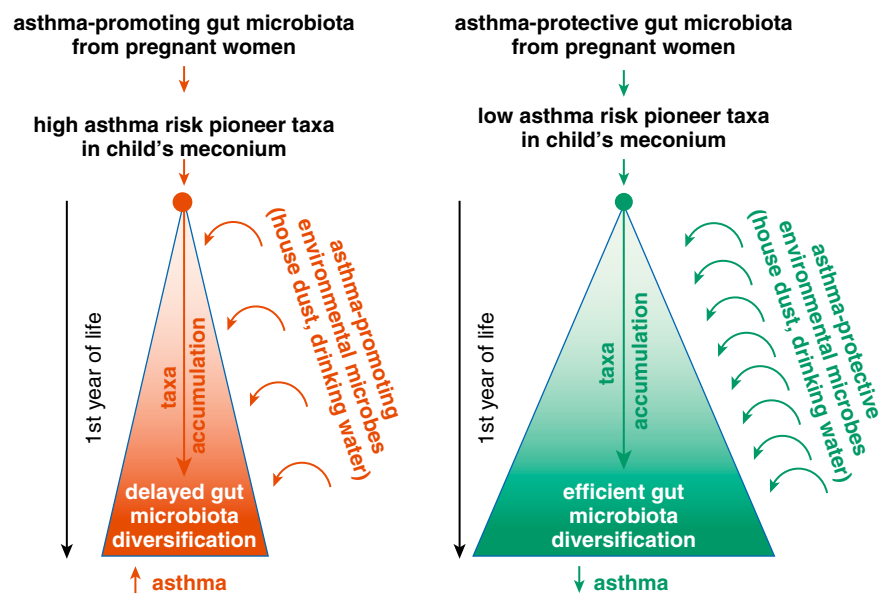 asthma-promoting gut microbiota
from pregnant women
high asthma risk pioneer taxa
in child's meconium
1st year of life
taxa
accumulation
asthma-promoting
environmental microbes
(house dust, drinking water)
delayed gut
microbiota
diversification
asthma
asthma-protective gut microbiota
from pregnant women
low asthma risk pioneer taxa
in child's meconium
1st year of life
taxa
accumulation
asthma-protective
environmental microbes
(house dust, drinking water)
efficient gut
microbiota
diversification
asthma